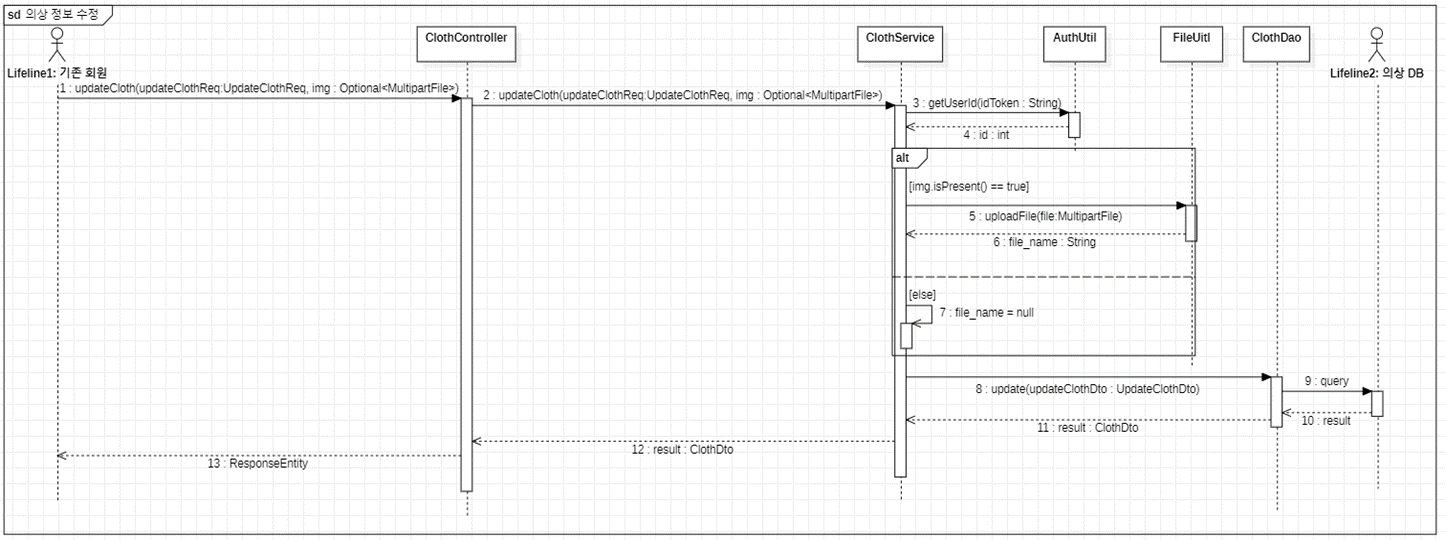 sd 의상 정보 수정
ClothController
ClothService
AuthUtil
FileUitl
ClothDao
Lifeline1: 기존 회원
Lifeline2: 의상 DB
1 : updateCloth(updateClothReq:UpdateClothReq, img : Optional<MultipartFile>)
2 : updateCloth(updateClothReq:UpdateClothReq, img : Optional<MultipartFile>)
3 : getUserId(idToken : String)
4 : id : int
alt
[img.isPresent() == true]
5 : uploadFile(file:MultipartFile)
6 : file_name : String
[else]
7 : file_name = null
8 : update(updateClothDto : UpdateClothDto)
9 : query
10 : result
11 : result : ClothDto
12 : result : ClothDto
13 : ResponseEntity